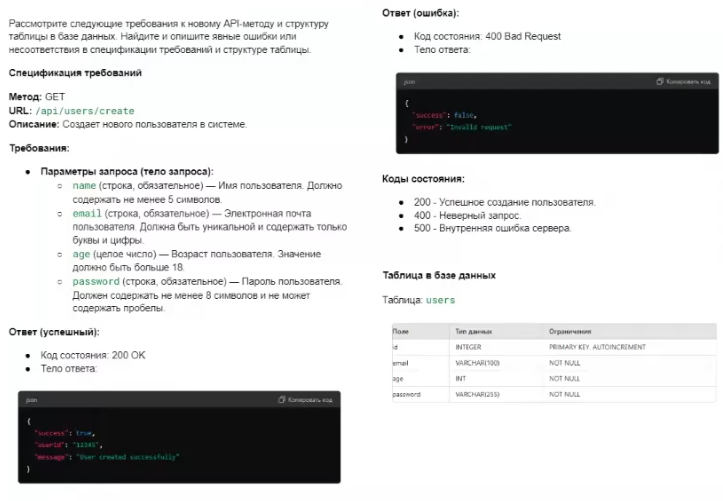 Рассмотрите следующие требования к новому API-методу и структуру
таблицы в базе данных. Найдите и опишите явные ошибки или
несоответствия в спецификации требований и структуре таблицы.
Спецификация требований
Метод: GET
URL: /api/users/create
Описание: Создает нового пользователя в системе.
Требования:
● Параметры запроса (тело запроса):
○ name (строка, обязательное) — Имя пользователя. Должно
содержать не менее 5 символов.
○ email (строка, обязательное) — Электронная почта
пользователя. Должна быть уникальной и содержать только
буквы и цифры.
○ age (целое число) — Возраст пользователя. Значение
должно быть больше 18.
○ password (строка, обязательное) — Пароль пользователя.
Должен содержать не менее 8 символов и не может
содержать пробелы.
Ответ (успешный):
● Код состояния: 200 OK
● Тело ответа:
json Копировать код
{
"success": true,
"userId": "12345",
"message": "User created successfully"
}
Ответ (ошибка):
● Код состояния: 400 Bad Request
● Тело ответа:
json Копировать код
{
"success": false,
"error": "Invalid request"
}
Коды состояния:
● 200 - Успешное создание пользователя.
● 400 - Неверный запрос.
● 500 - Внутренняя ошибка сервера.
Таблица в базе данных
Таблица: users
Поле Тип данных Ограничения
id INTEGER PRIMARY KEY, AUTOINCREMENT
email VARCHAR(100) NOT NULL
age INT NOT NULL
password VARCHAR(255) NOT NULL